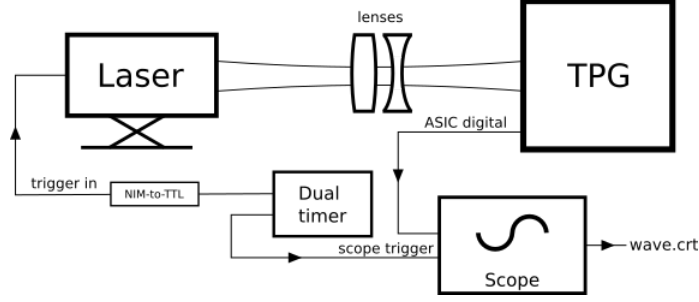 lenses
Laser
TPG
ASIC digital
trigger in
NIM-to-TTL
Dual
timer
scope trigger
wave.crt
Scope